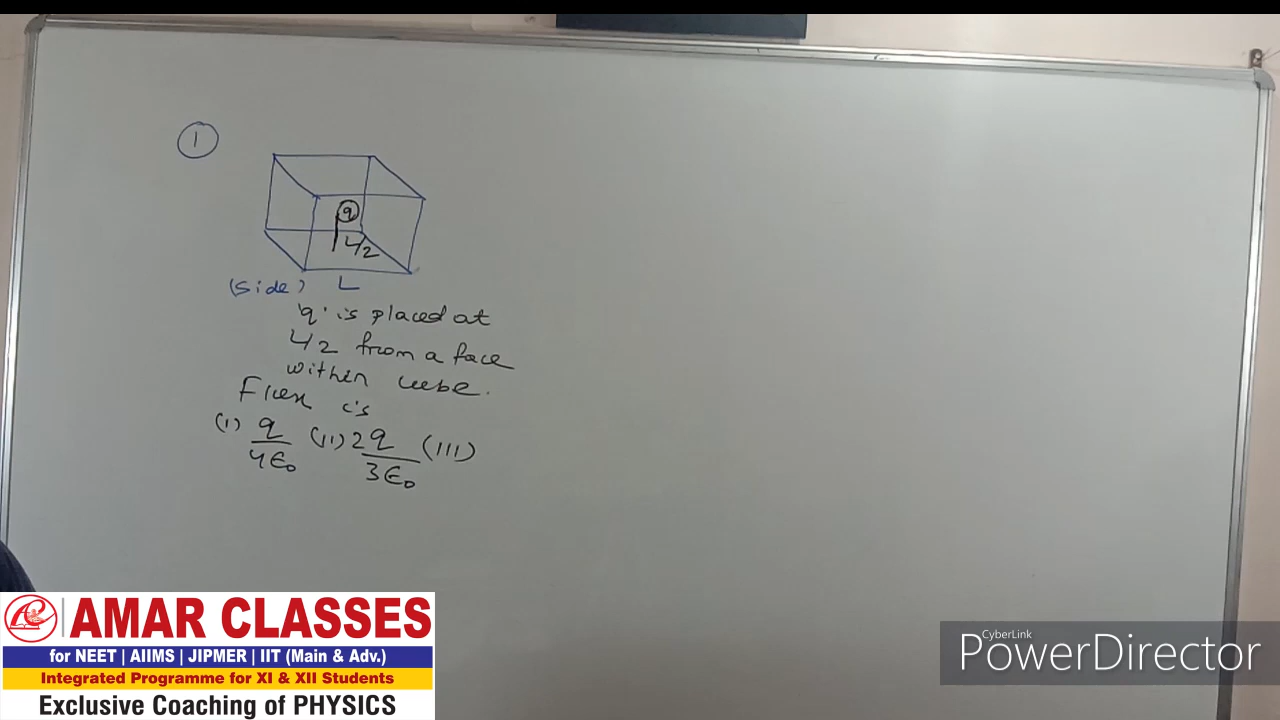 1
q
L/2
(side) L
'q' is placed at
L/2 from a face
within cube.
Flux is
(I) q/4ϵ₀ (II) 2q/3ϵ₀ (III)
AMAR CLASSES
for NEET | AIIMS | JIPMER | IIT (Main & Adv.)
Integrated Programme for XI & XII Students
Exclusive Coaching of PHYSICS
CyberLink
PowerDirector